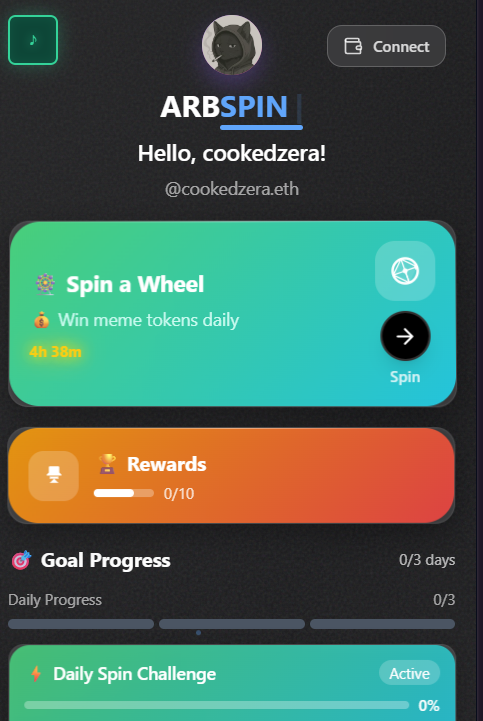 Connect
ARBSPIN
Hello, cookedzera!
@cookedzera.eth
Spin a Wheel
Win meme tokens daily
4h 38m
Spin
Rewards
0/10
Goal Progress 0/3 days
Daily Progress 0/3
Daily Spin Challenge Active
0%